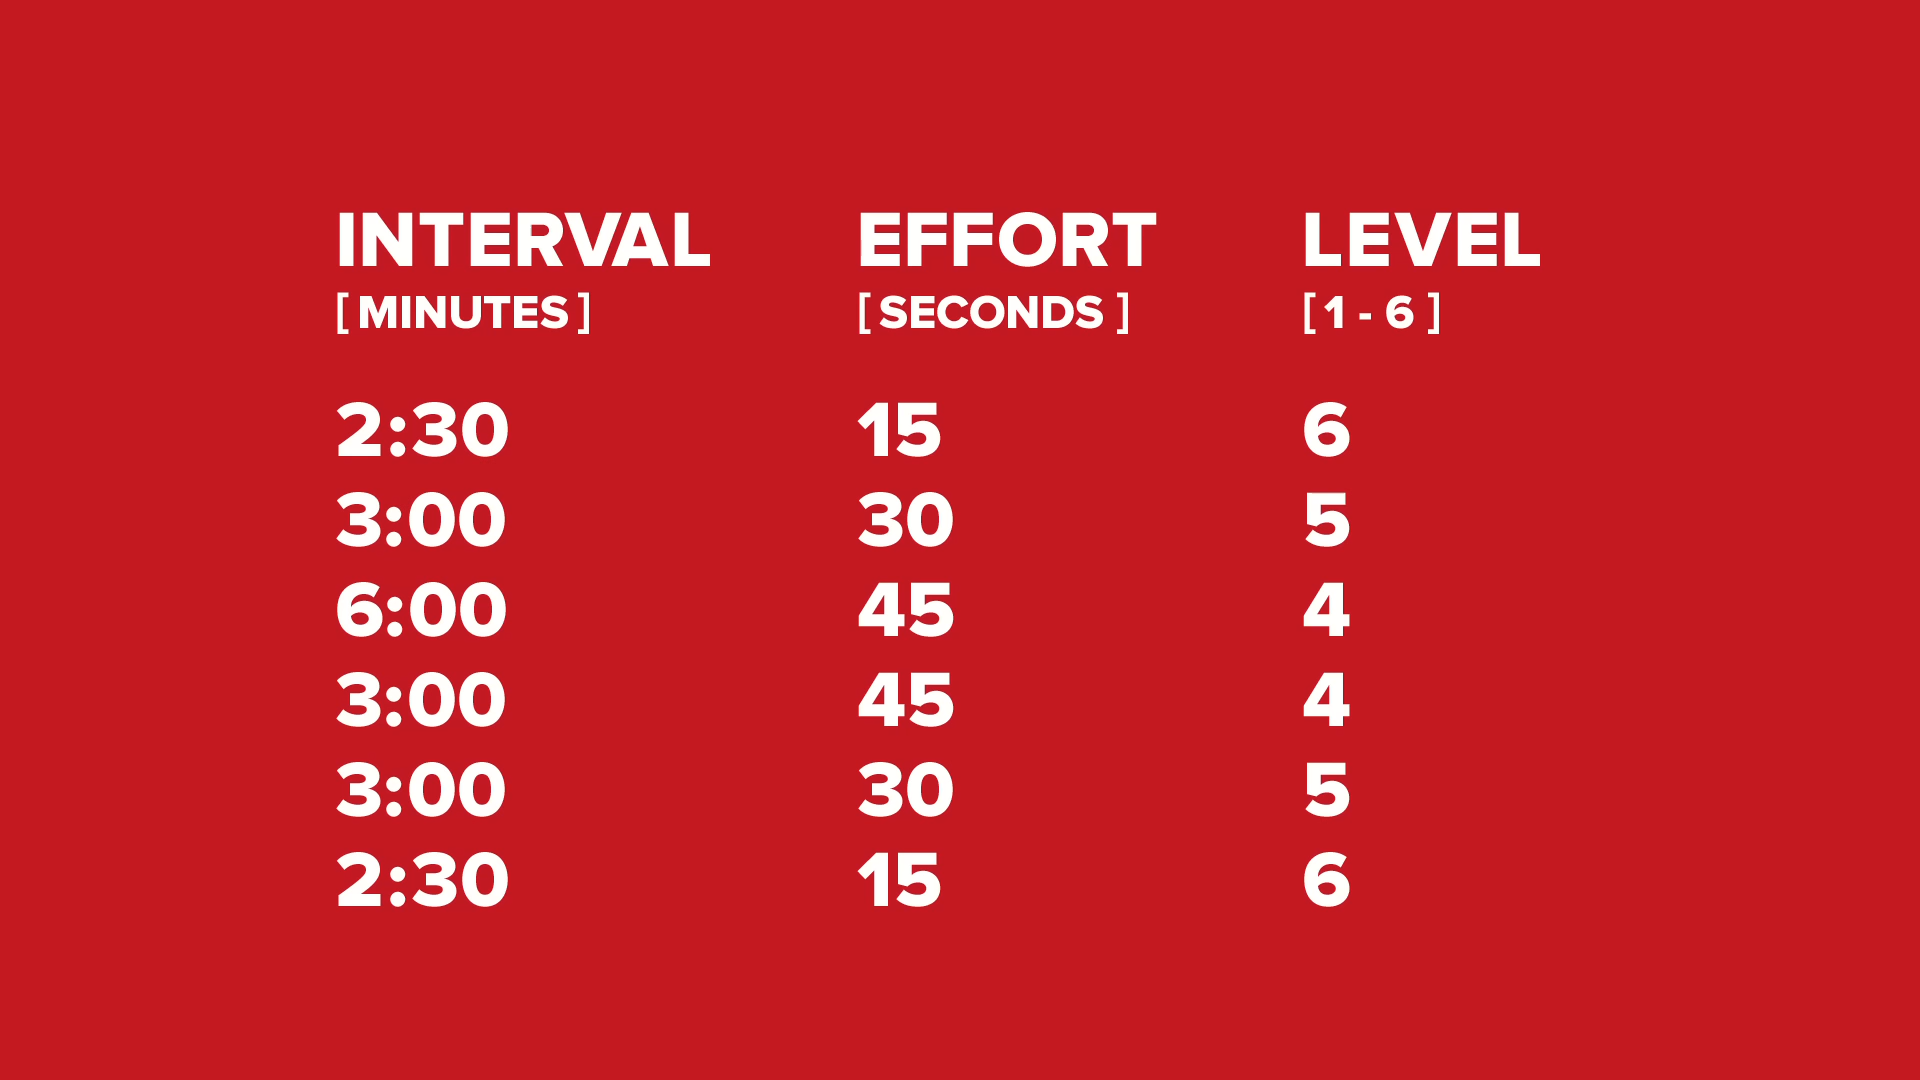 INTERVAL EFFORT LEVEL
[ MINUTES ] [ SECONDS ] [ 1 - 6 ]
2:30 15 6
3:00 30 5
6:00 45 4
3:00 45 4
3:00 30 5
2:30 15 6